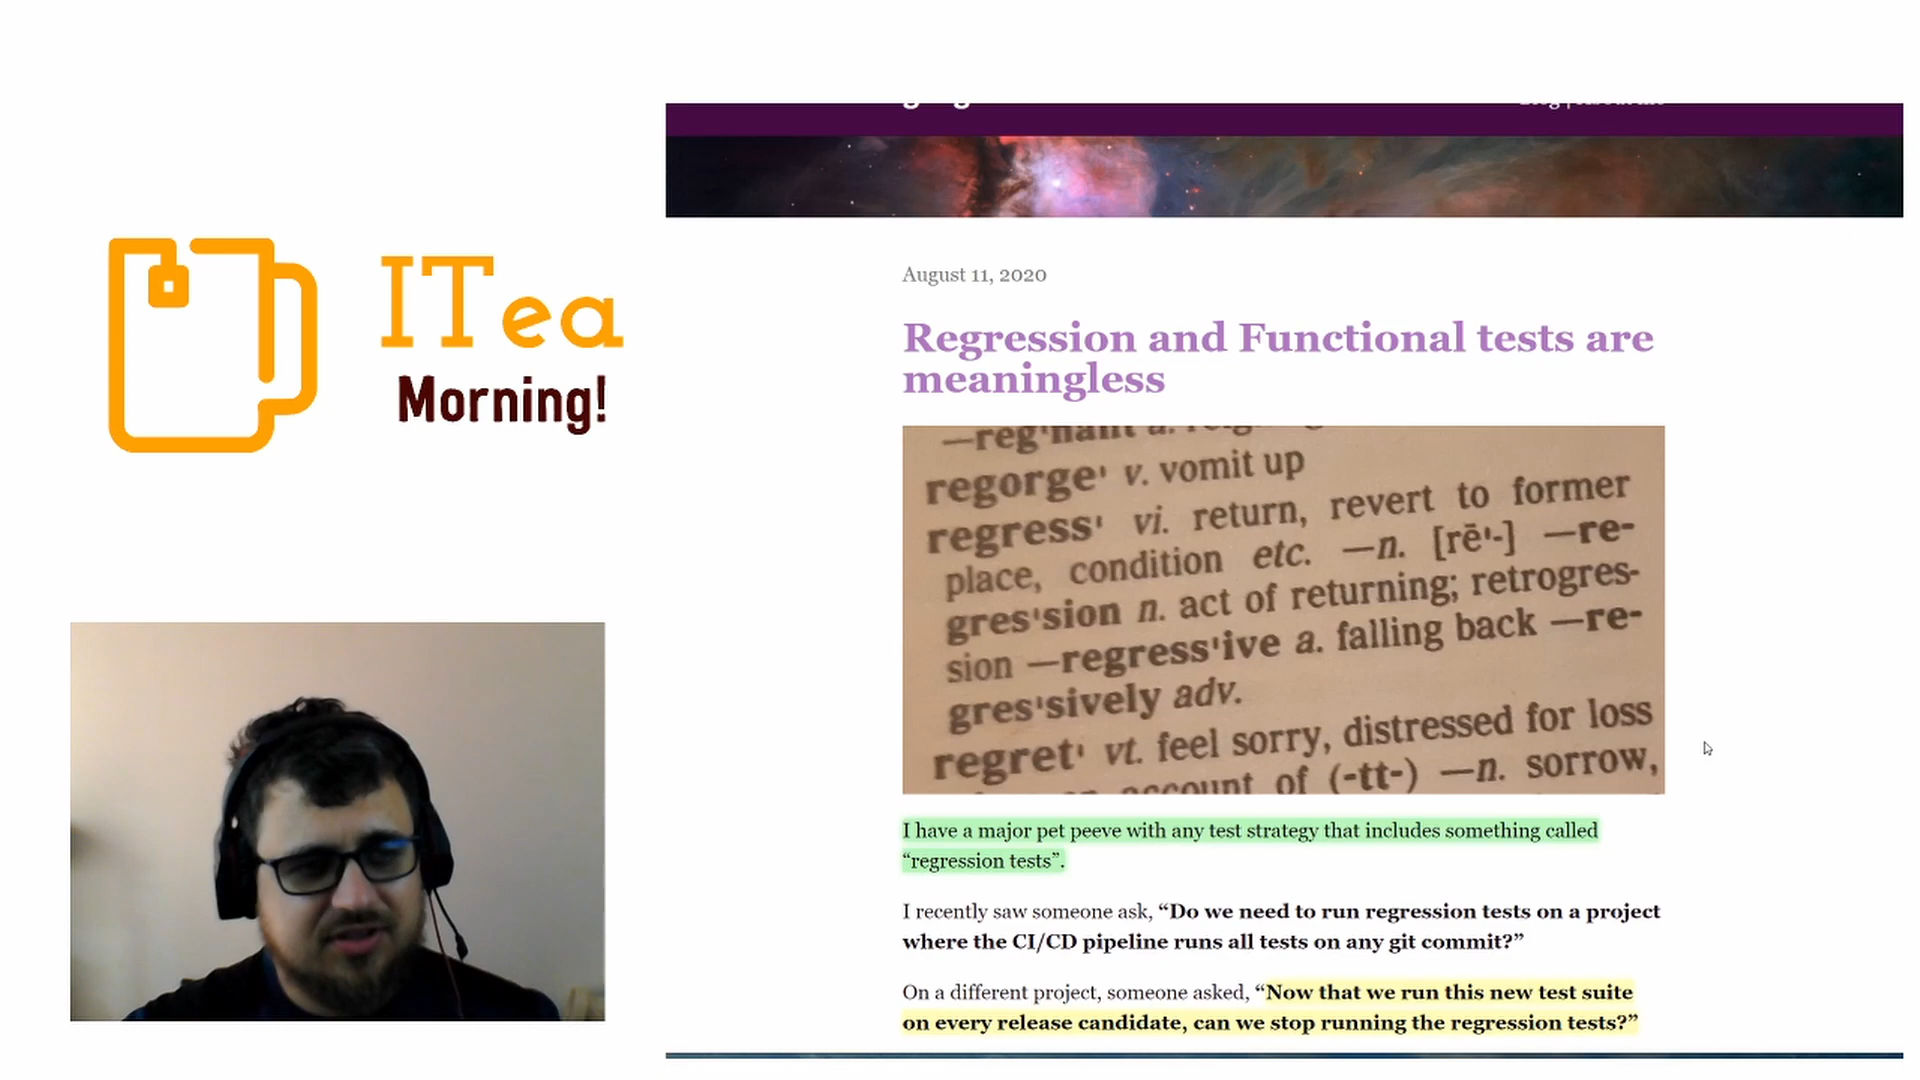 ITea
Morning!
August 11, 2020
Regression and Functional tests are
meaningless
regorge' v. vomit up
regress' vi. return, revert to former
place, condition etc. —n. [rē'-] —re-
gres'sion n. act of returning; retrogres-
sion —regress'ive a. falling back —re-
gres'sively adv.
regret' vt. feel sorry, distressed for loss
account of (-tt-) —n. sorrow,
I have a major pet peeve with any test strategy that includes something called
“regression tests”.
I recently saw someone ask, “Do we need to run regression tests on a project
where the CI/CD pipeline runs all tests on any git commit?”
On a different project, someone asked, “Now that we run this new test suite
on every release candidate, can we stop running the regression tests?”